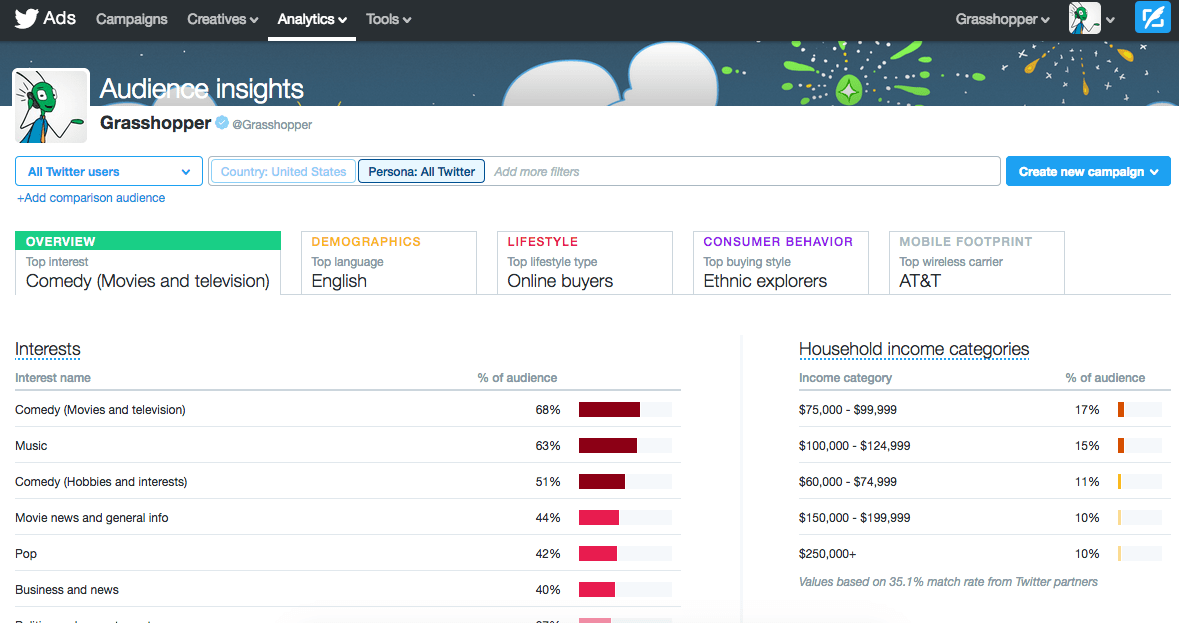 Ads Campaigns Creatives Analytics Tools Grasshopper
Audience insights
Grasshopper @Grasshopper
All Twitter users Country: United States Persona: All Twitter Add more filters Create new campaign
+Add comparison audience
OVERVIEW DEMOGRAPHICS LIFESTYLE CONSUMER BEHAVIOR MOBILE FOOTPRINT
Top interest Top language Top lifestyle type Top buying style Top wireless carrier
Comedy (Movies and television) English Online buyers Ethnic explorers AT&T
Interests Household income categories
Interest name % of audience Income category % of audience
Comedy (Movies and television) 68% $75,000 - $99,999 17%
Music 63% $100,000 - $124,999 15%
Comedy (Hobbies and interests) 51% $60,000 - $74,999 11%
Movie news and general info 44% $150,000 - $199,999 10%
Pop 42% $250,000+ 10%
Values based on 35.1% match rate from Twitter partners
Business and news 40%